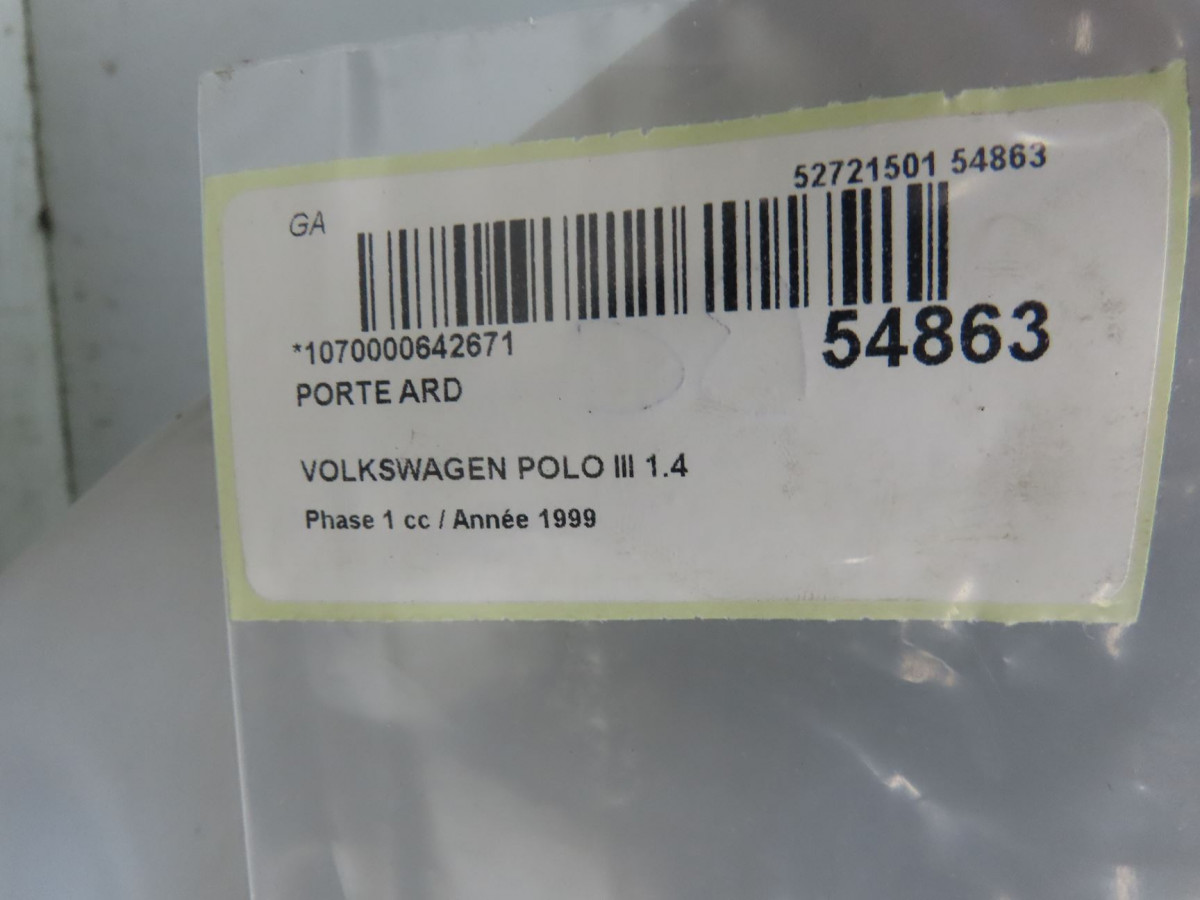 52721501 54863
GA
*1070000642671
54863
PORTE ARD
VOLKSWAGEN POLO III 1.4
Phase 1 cc / Année 1999